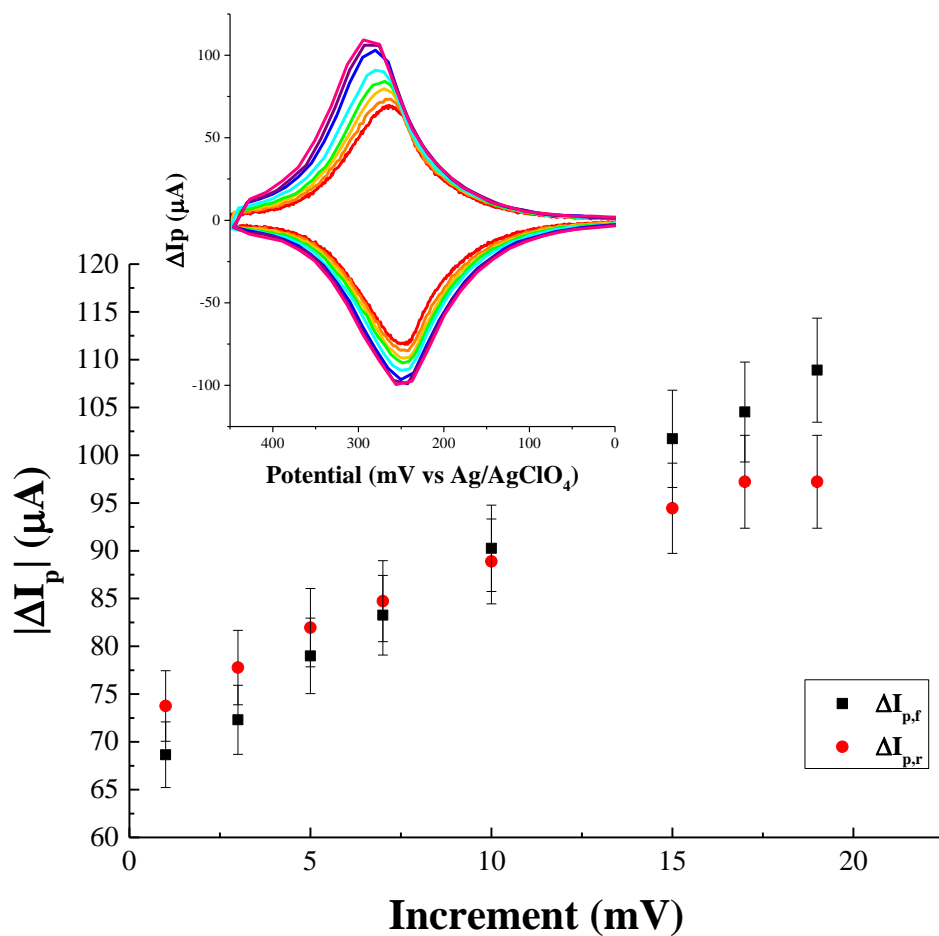 100
50
0
-50
-100
ΔIp (μA)
400 300 200 100 0
Potential (mV vs Ag/AgClO₄)
120
115
110
105
100
95
90
85
80
75
70
65
60
|ΔIₚ| (μA)
ΔI_p,f
ΔI_p,r
0 5 10 15 20
Increment (mV)